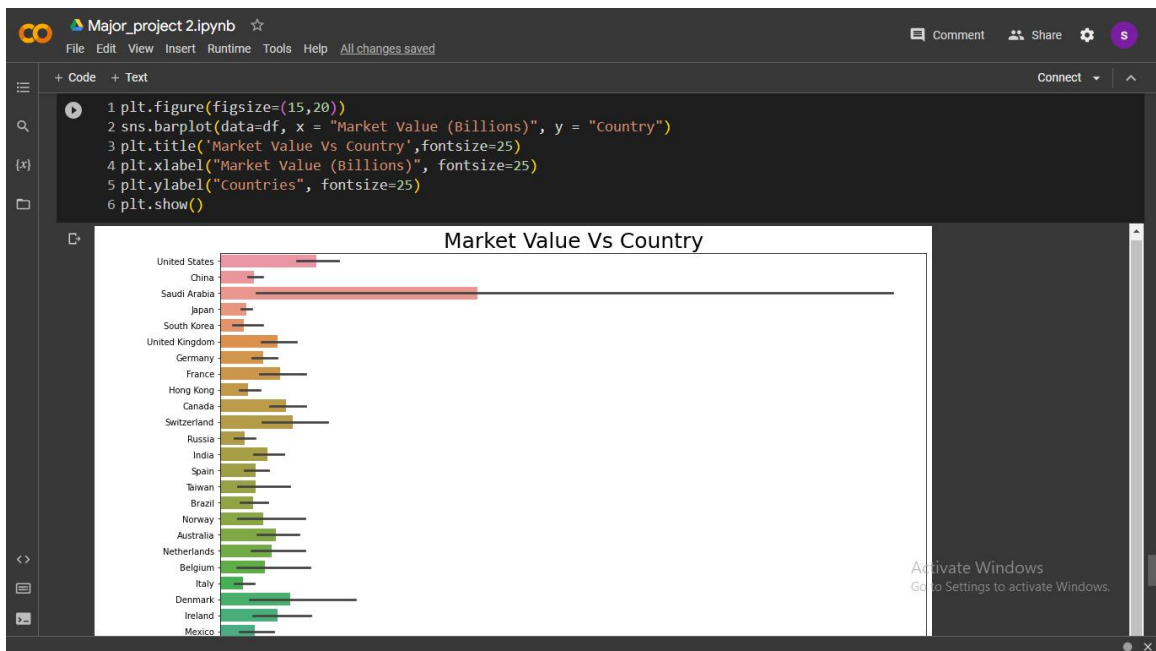 Major_project 2.ipynb
File Edit View Insert Runtime Tools Help All changes saved
Comment Share S
+ Code + Text
Connect
{x}
1 plt.figure(figsize=(15,20))
2 sns.barplot(data=df, x = "Market Value (Billions)", y = "Country")
3 plt.title('Market Value Vs Country',fontsize=25)
4 plt.xlabel("Market Value (Billions)", fontsize=25)
5 plt.ylabel("Countries", fontsize=25)
6 plt.show()
Market Value Vs Country
United States
China
Saudi Arabia
Japan
South Korea
United Kingdom
Germany
France
Hong Kong
Canada
Switzerland
Russia
India
Spain
Taiwan
Brazil
Norway
Australia
Netherlands
Belgium
Italy
Denmark
Ireland
Mexico
Activate Windows
Go to Settings to activate Windows.